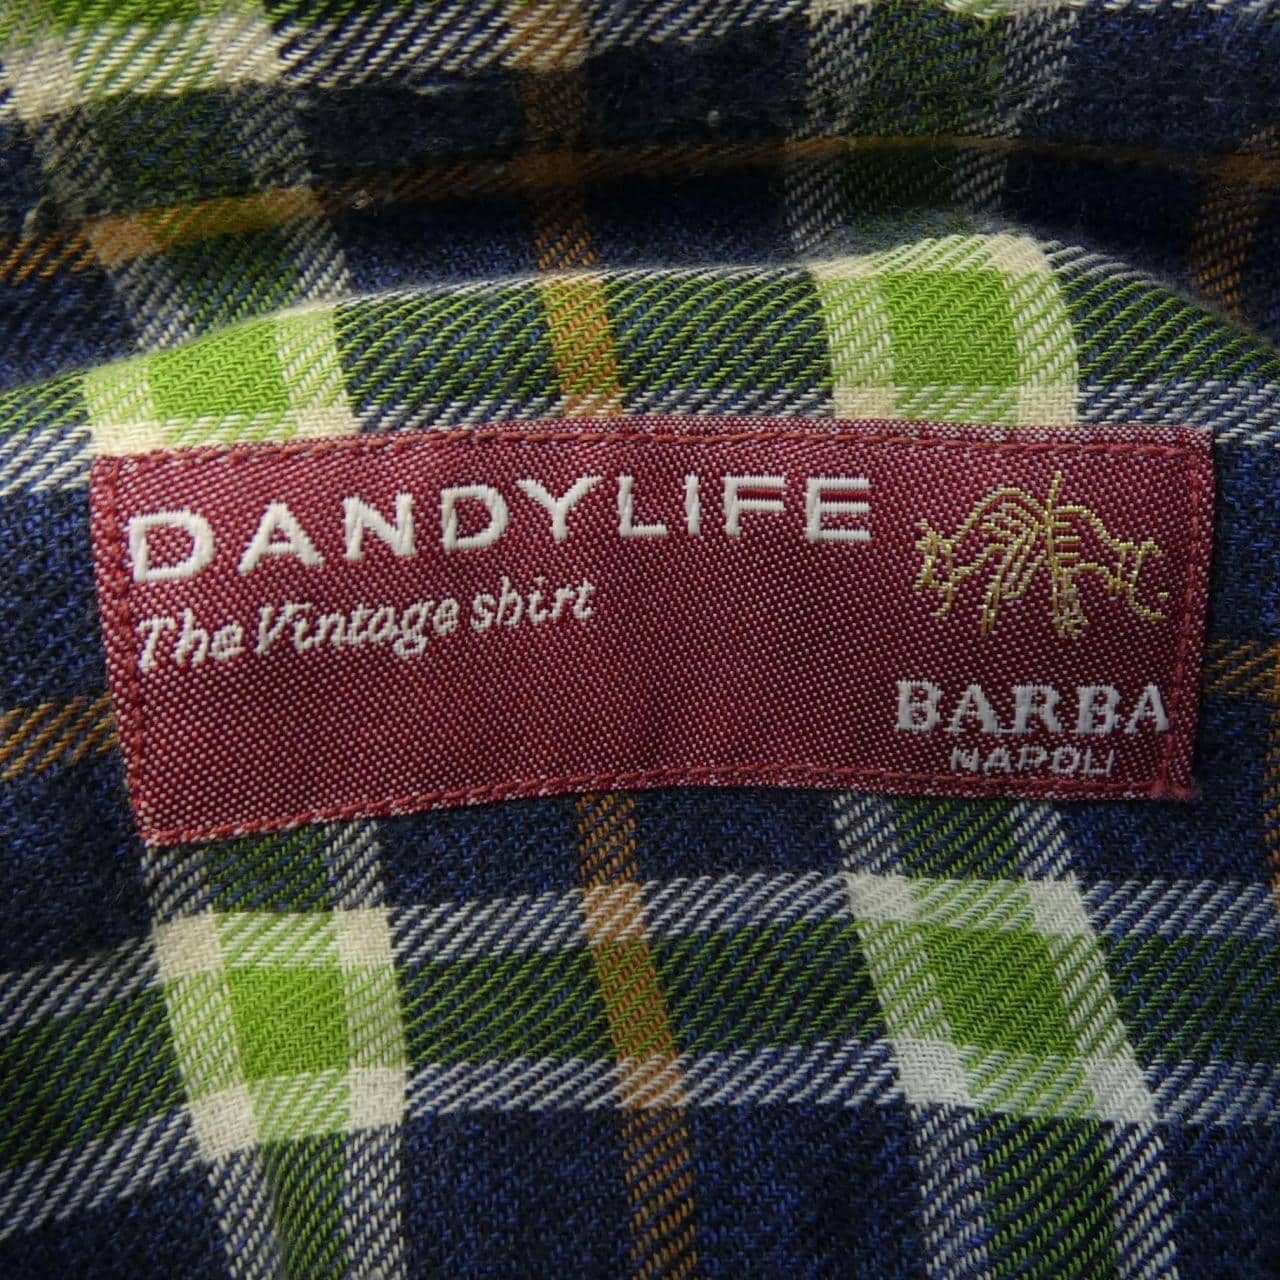 DANDYLIFE
The Vintage shirt
BARBA
NAPOLI